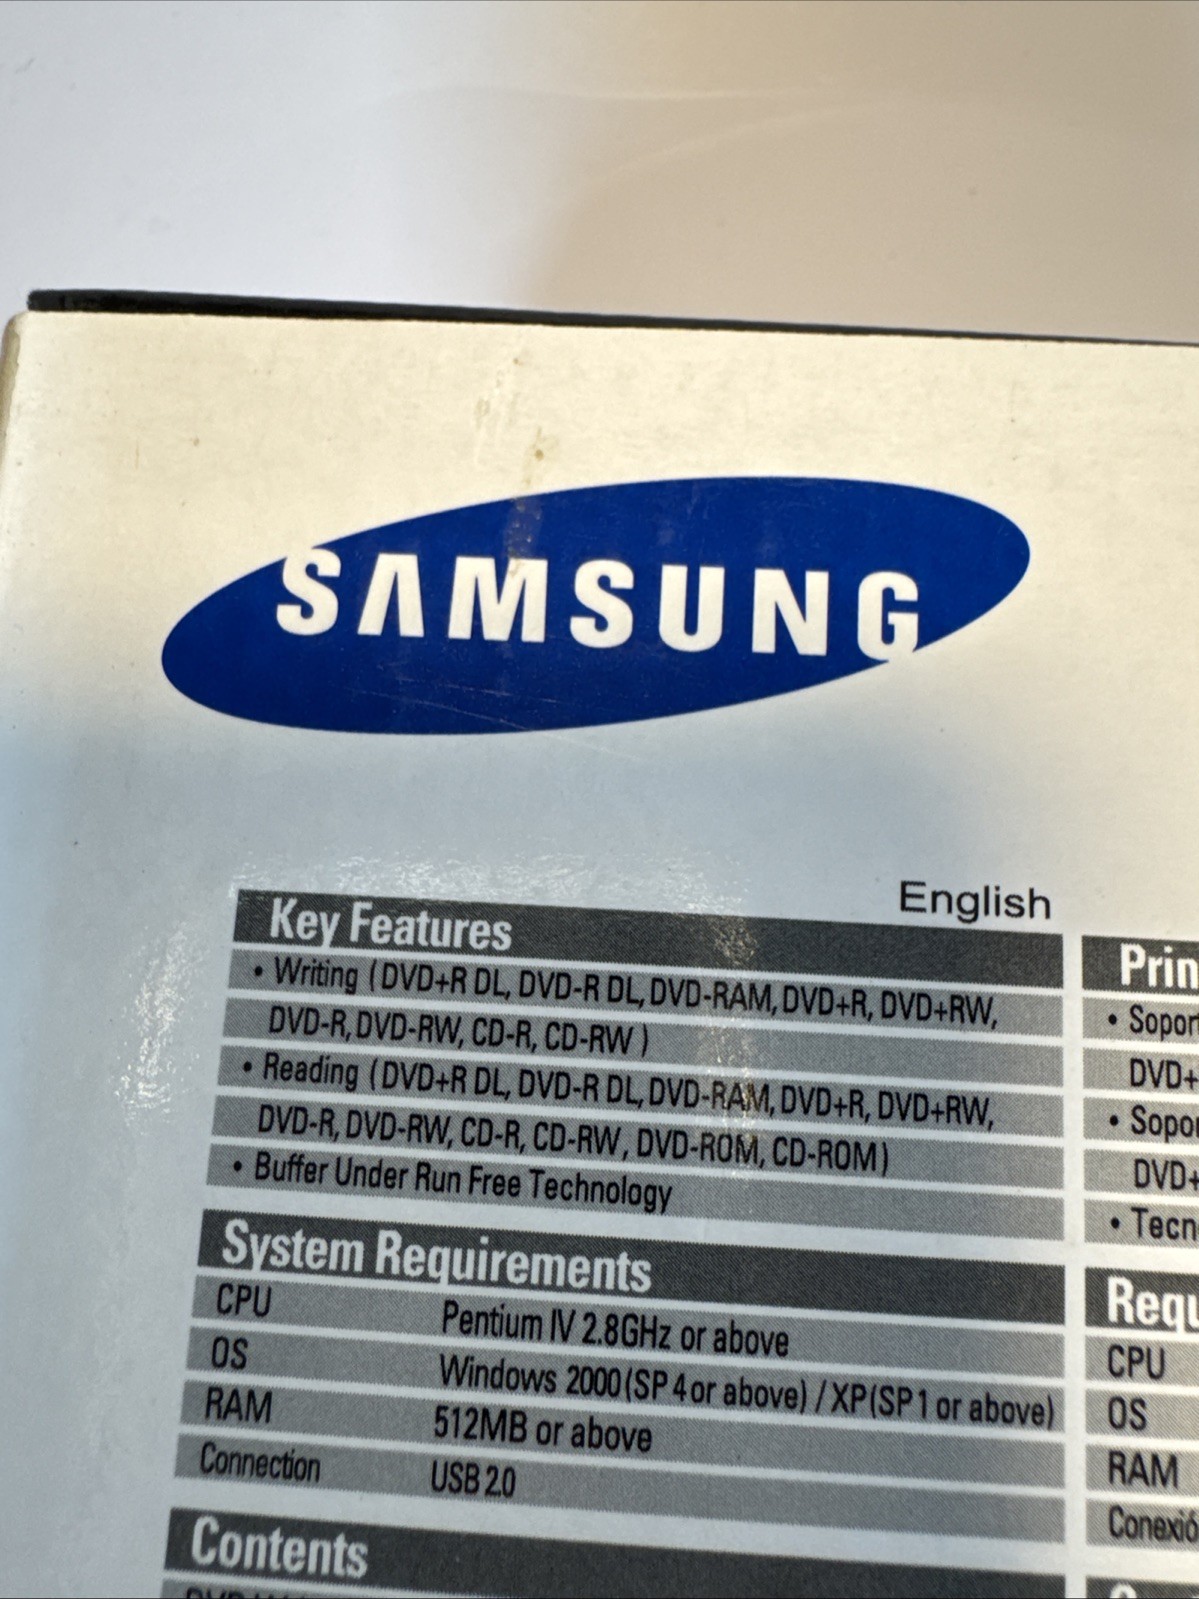 SAMSUNG
English
Key Features
• Writing (DVD+R DL, DVD-R DL, DVD-RAM, DVD+R, DVD+RW,
DVD-R, DVD-RW, CD-R, CD-RW )
• Reading (DVD+R DL, DVD-R DL, DVD-RAM, DVD+R, DVD+RW,
DVD-R, DVD-RW, CD-R, CD-RW, DVD-ROM, CD-ROM)
• Buffer Under Run Free Technology
System Requirements
CPU Pentium IV 2.8GHz or above
OS Windows 2000(SP 4 or above) / XP(SP 1 or above)
RAM 512MB or above
Connection USB 2.0
Contents
Prin
• Soport
DVD+
• Sopor
DVD+
• Tecn
Requ
CPU
OS
RAM
Conexió